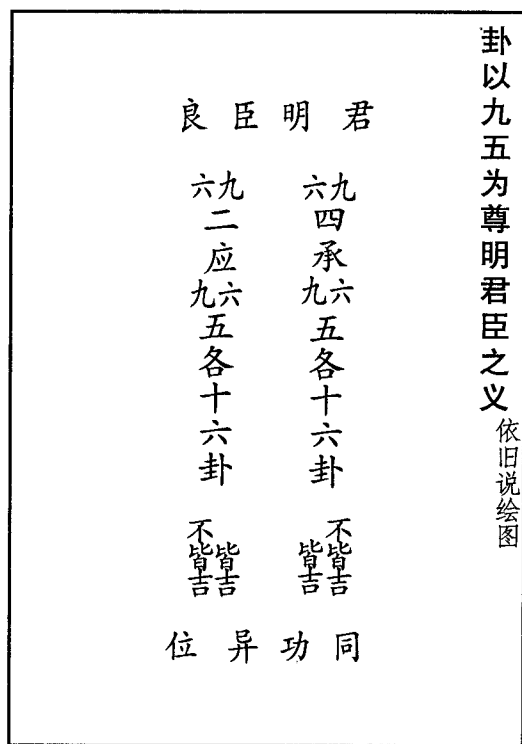 卦以九五为尊明君臣之义
依旧说绘图
君明臣良
九六四承六九五各十六卦不皆吉皆吉
九六二应六九五各十六卦皆吉不皆吉
同功异位